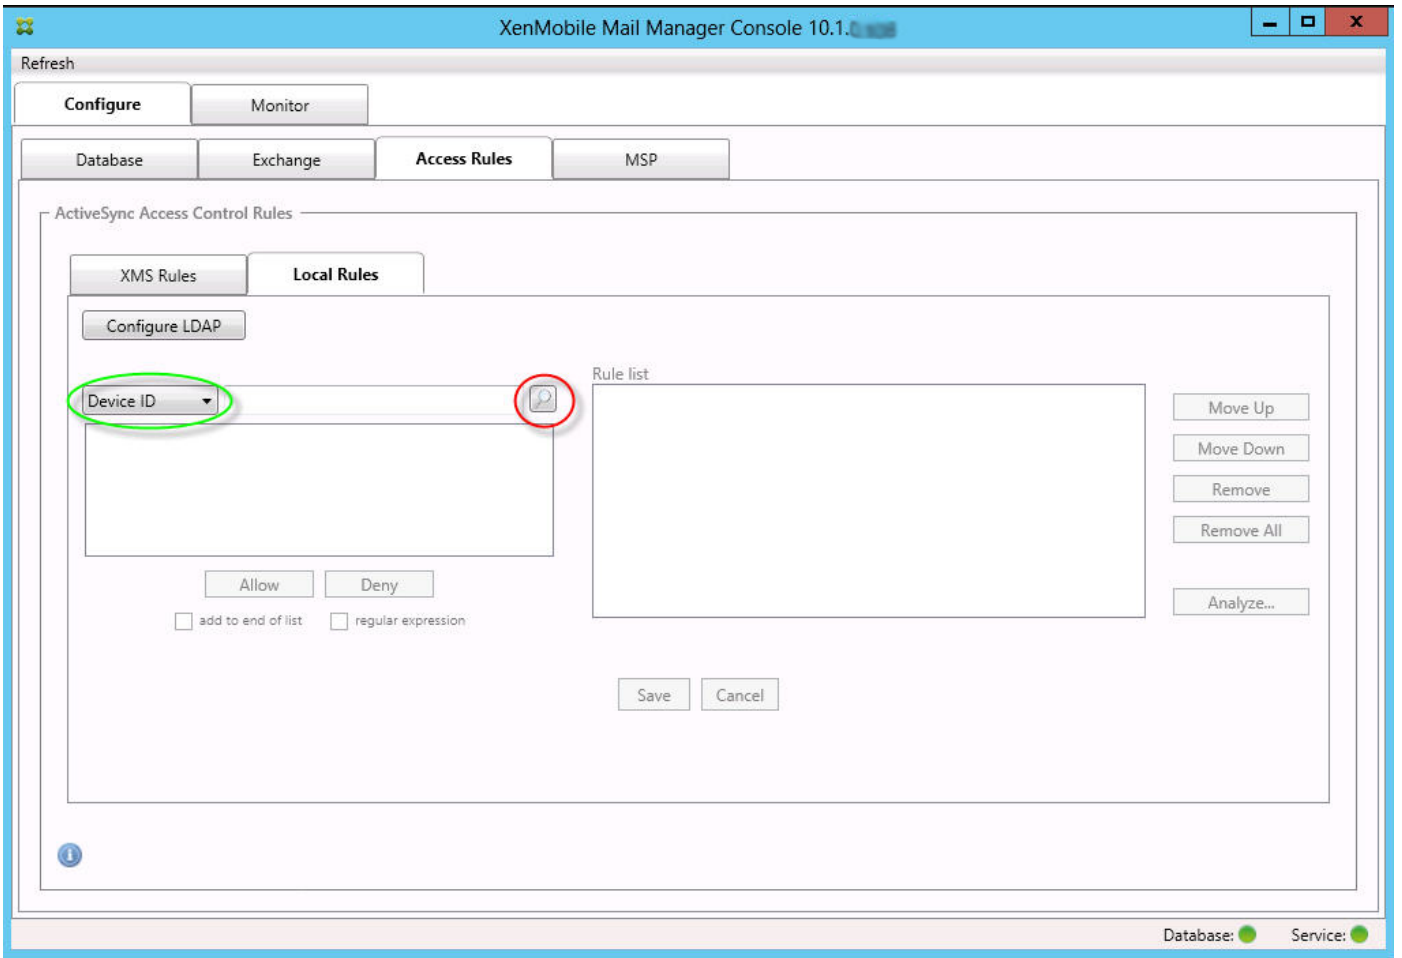 XenMobile Mail Manager Console 10.1.
Refresh
Configure
Monitor
Database
Exchange
Access Rules
MSP
ActiveSync Access Control Rules
XMS Rules
Local Rules
Configure LDAP
Rule list
Device ID
Move Up
Move Down
Remove
Remove All
Allow
Deny
Analyze...
add to end of list
regular expression
Save
Cancel
Database:
Service: